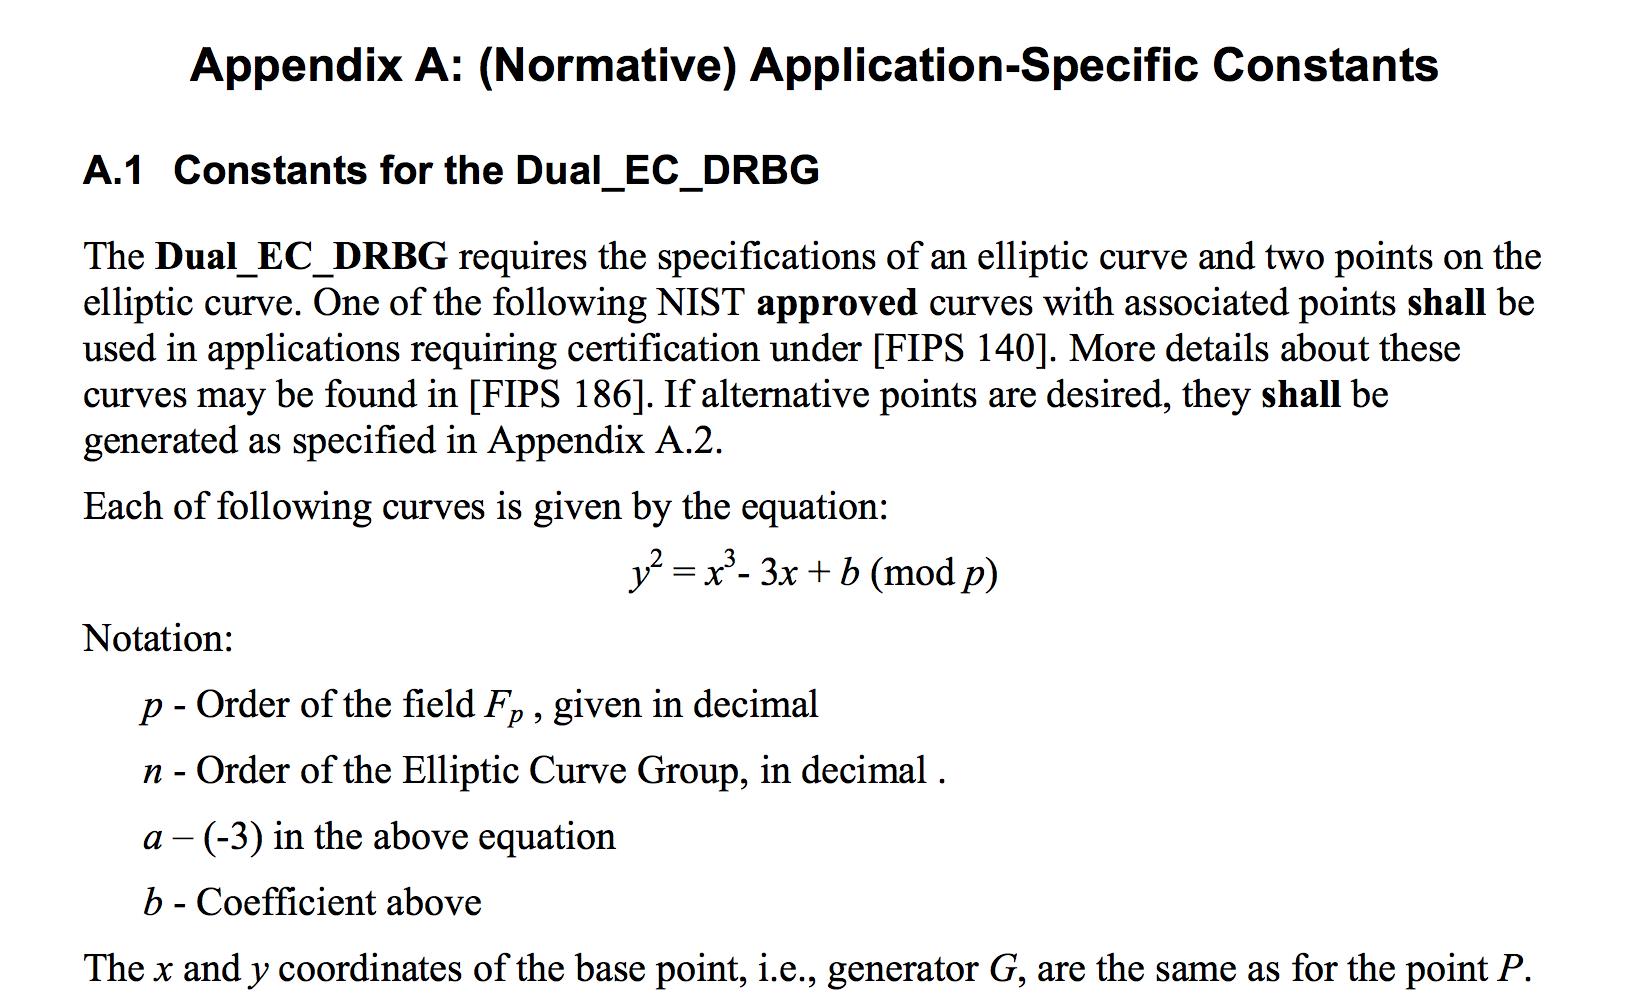 Appendix A: (Normative) Application-Specific Constants
A.1 Constants for the Dual_EC_DRBG
The Dual_EC_DRBG requires the specifications of an elliptic curve and two points on the
elliptic curve. One of the following NIST approved curves with associated points shall be
used in applications requiring certification under [FIPS 140]. More details about these
curves may be found in [FIPS 186]. If alternative points are desired, they shall be
generated as specified in Appendix A.2.
Each of following curves is given by the equation:
y² = x³- 3x + b (mod p)
Notation:
p - Order of the field Fₚ , given in decimal
n - Order of the Elliptic Curve Group, in decimal .
a – (-3) in the above equation
b - Coefficient above
The x and y coordinates of the base point, i.e., generator G, are the same as for the point P.